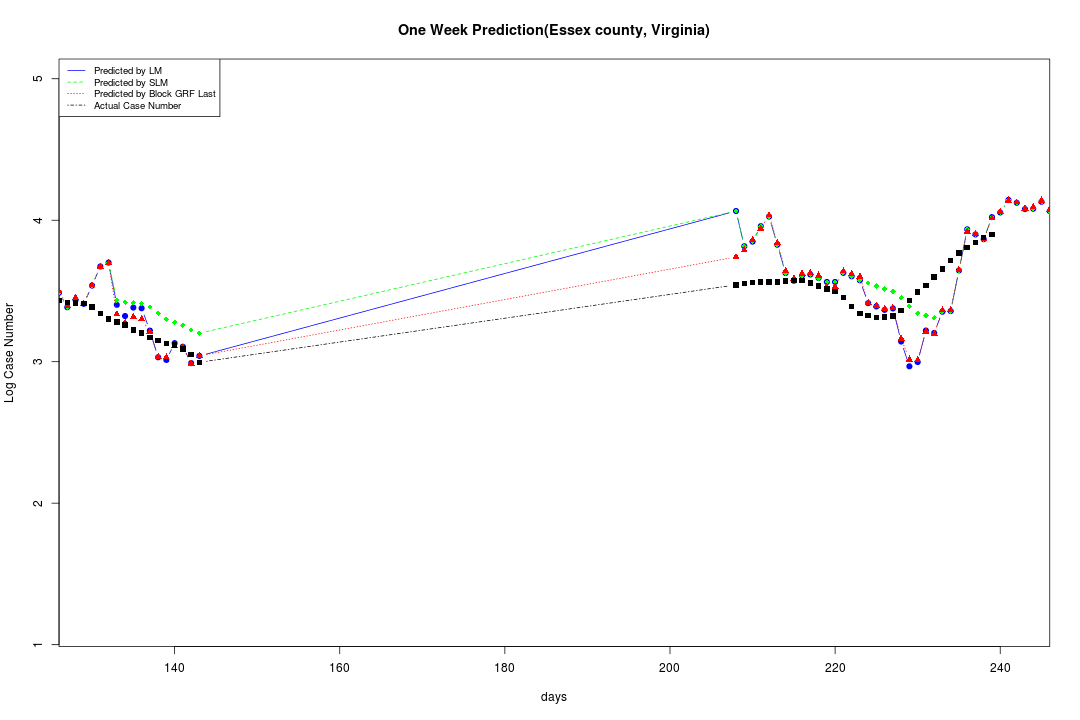 One Week Prediction(Essex county, Virginia)
Predicted by LM
Predicted by SLM
Predicted by Block GRF Last
Actual Case Number
Log Case Number
5
4
3
2
1
140
160
180
200
220
240
days